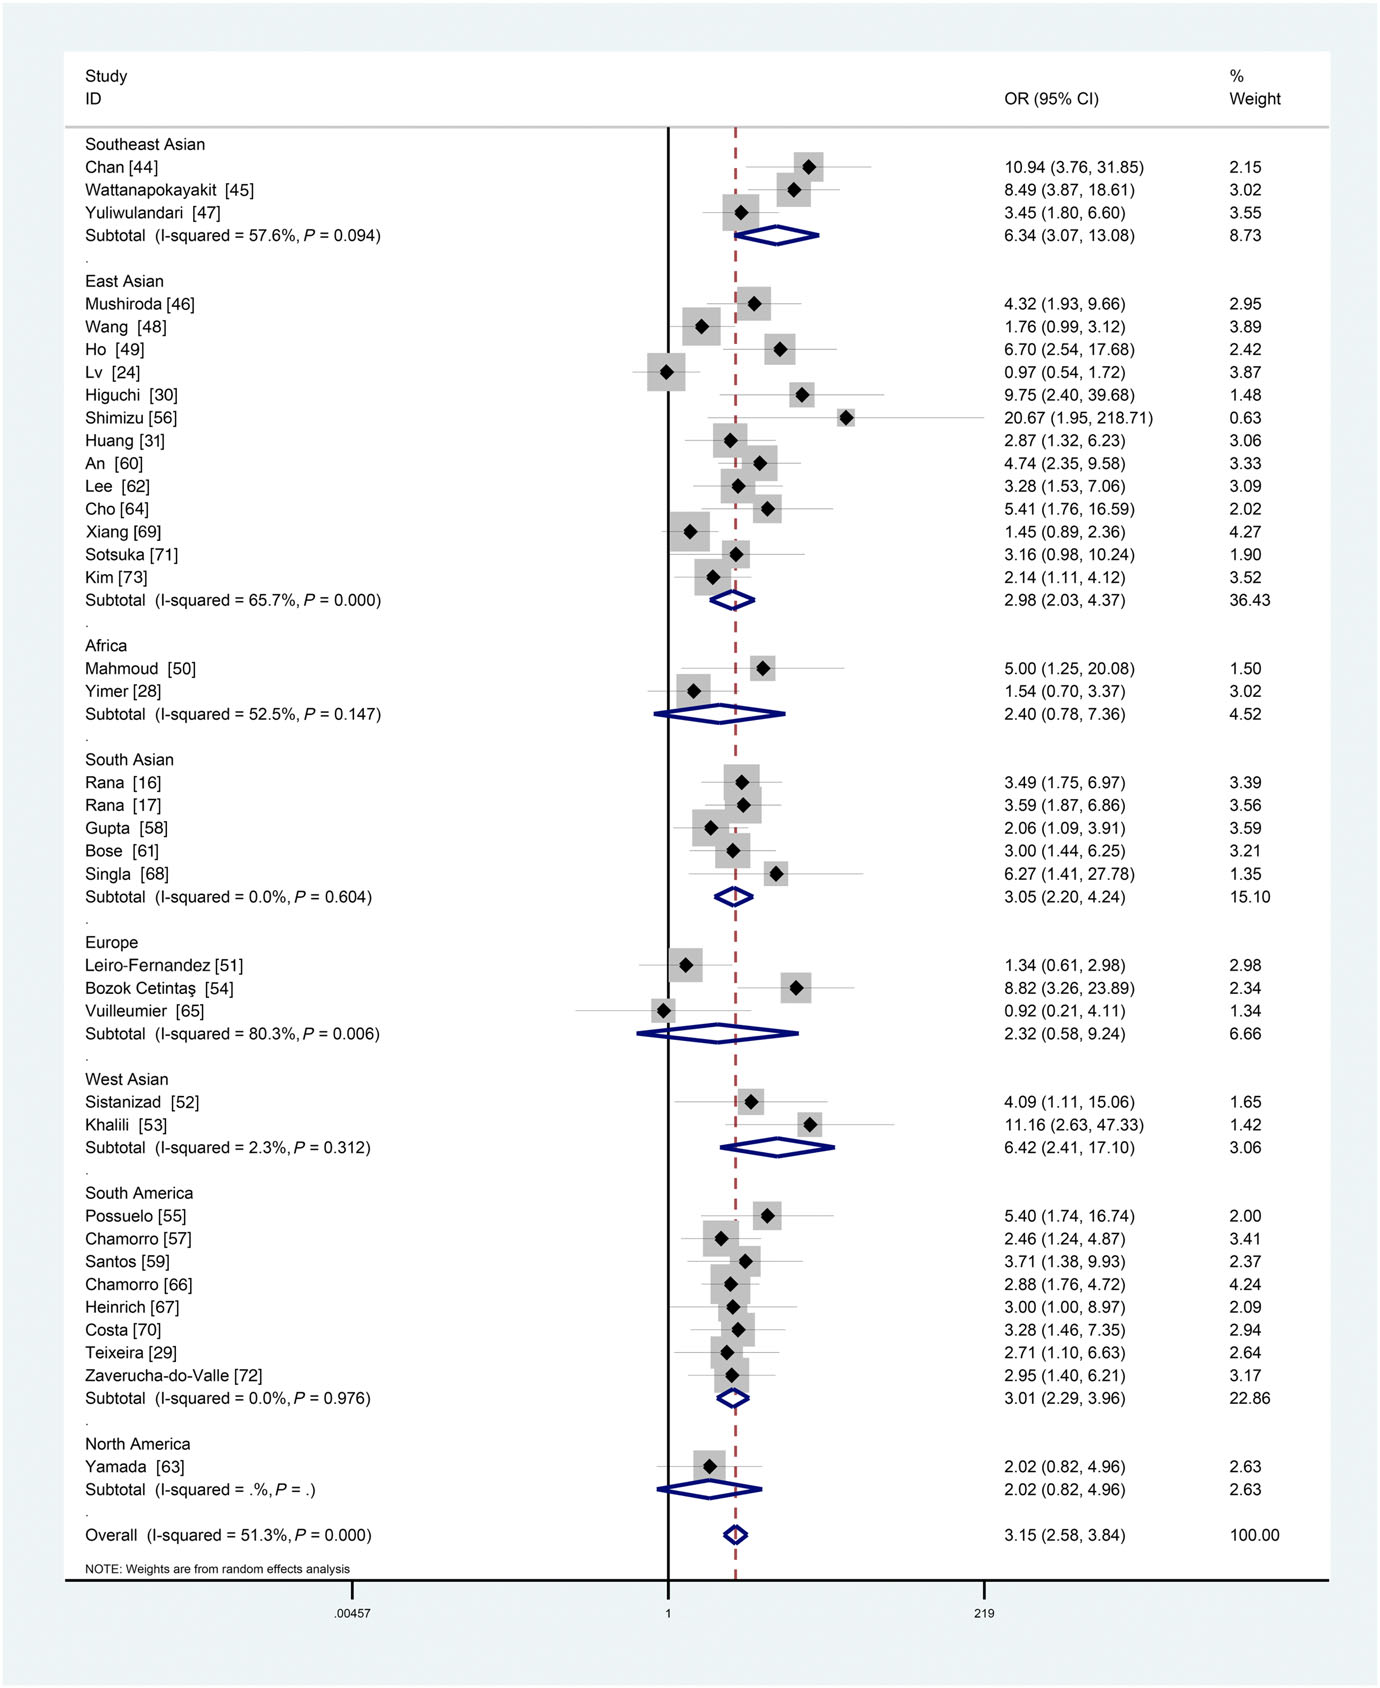 Study %
ID OR (95% CI) Weight
Southeast Asian
Chan [44] 10.94 (3.76, 31.85) 2.15
Wattanapokayakit [45] 8.49 (3.87, 18.61) 3.02
Yuliwulandari [47] 3.45 (1.80, 6.60) 3.55
Subtotal (I-squared = 57.6%, P = 0.094) 6.34 (3.07, 13.08) 8.73
.
East Asian
Mushiroda [46] 4.32 (1.93, 9.66) 2.95
Wang [48] 1.76 (0.99, 3.12) 3.89
Ho [49] 6.70 (2.54, 17.68) 2.42
Lv [24] 0.97 (0.54, 1.72) 3.87
Higuchi [30] 9.75 (2.40, 39.68) 1.48
Shimizu [56] 20.67 (1.95, 218.71) 0.63
Huang [31] 2.87 (1.32, 6.23) 3.06
An [60] 4.74 (2.35, 9.58) 3.33
Lee [62] 3.28 (1.53, 7.06) 3.09
Cho [64] 5.41 (1.76, 16.59) 2.02
Xiang [69] 1.45 (0.89, 2.36) 4.27
Sotsuka [71] 3.16 (0.98, 10.24) 1.90
Kim [73] 2.14 (1.11, 4.12) 3.52
Subtotal (I-squared = 65.7%, P = 0.000) 2.98 (2.03, 4.37) 36.43
.
Africa
Mahmoud [50] 5.00 (1.25, 20.08) 1.50
Yimer [28] 1.54 (0.70, 3.37) 3.02
Subtotal (I-squared = 52.5%, P = 0.147) 2.40 (0.78, 7.36) 4.52
.
South Asian
Rana [16] 3.49 (1.75, 6.97) 3.39
Rana [17] 3.59 (1.87, 6.86) 3.56
Gupta [58] 2.06 (1.09, 3.91) 3.59
Bose [61] 3.00 (1.44, 6.25) 3.21
Singla [68] 6.27 (1.41, 27.78) 1.35
Subtotal (I-squared = 0.0%, P = 0.604) 3.05 (2.20, 4.24) 15.10
.
Europe
Leiro-Fernandez [51] 1.34 (0.61, 2.98) 2.98
Bozok Cetintaş [54] 8.82 (3.26, 23.89) 2.34
Vuilleumier [65] 0.92 (0.21, 4.11) 1.34
Subtotal (I-squared = 80.3%, P = 0.006) 2.32 (0.58, 9.24) 6.66
.
West Asian
Sistanizad [52] 4.09 (1.11, 15.06) 1.65
Khalili [53] 11.16 (2.63, 47.33) 1.42
Subtotal (I-squared = 2.3%, P = 0.312) 6.42 (2.41, 17.10) 3.06
.
South America
Possuelo [55] 5.40 (1.74, 16.74) 2.00
Chamorro [57] 2.46 (1.24, 4.87) 3.41
Santos [59] 3.71 (1.38, 9.93) 2.37
Chamorro [66] 2.88 (1.76, 4.72) 4.24
Heinrich [67] 3.00 (1.00, 8.97) 2.09
Costa [70] 3.28 (1.46, 7.35) 2.94
Teixeira [29] 2.71 (1.10, 6.63) 2.64
Zaverucha-do-Valle [72] 2.95 (1.40, 6.21) 3.17
Subtotal (I-squared = 0.0%, P = 0.976) 3.01 (2.29, 3.96) 22.86
.
North America
Yamada [63] 2.02 (0.82, 4.96) 2.63
Subtotal (I-squared = .%, P = .) 2.02 (0.82, 4.96) 2.63
.
Overall (I-squared = 51.3%, P = 0.000) 3.15 (2.58, 3.84) 100.00
NOTE: Weights are from random effects analysis
.00457 1 219